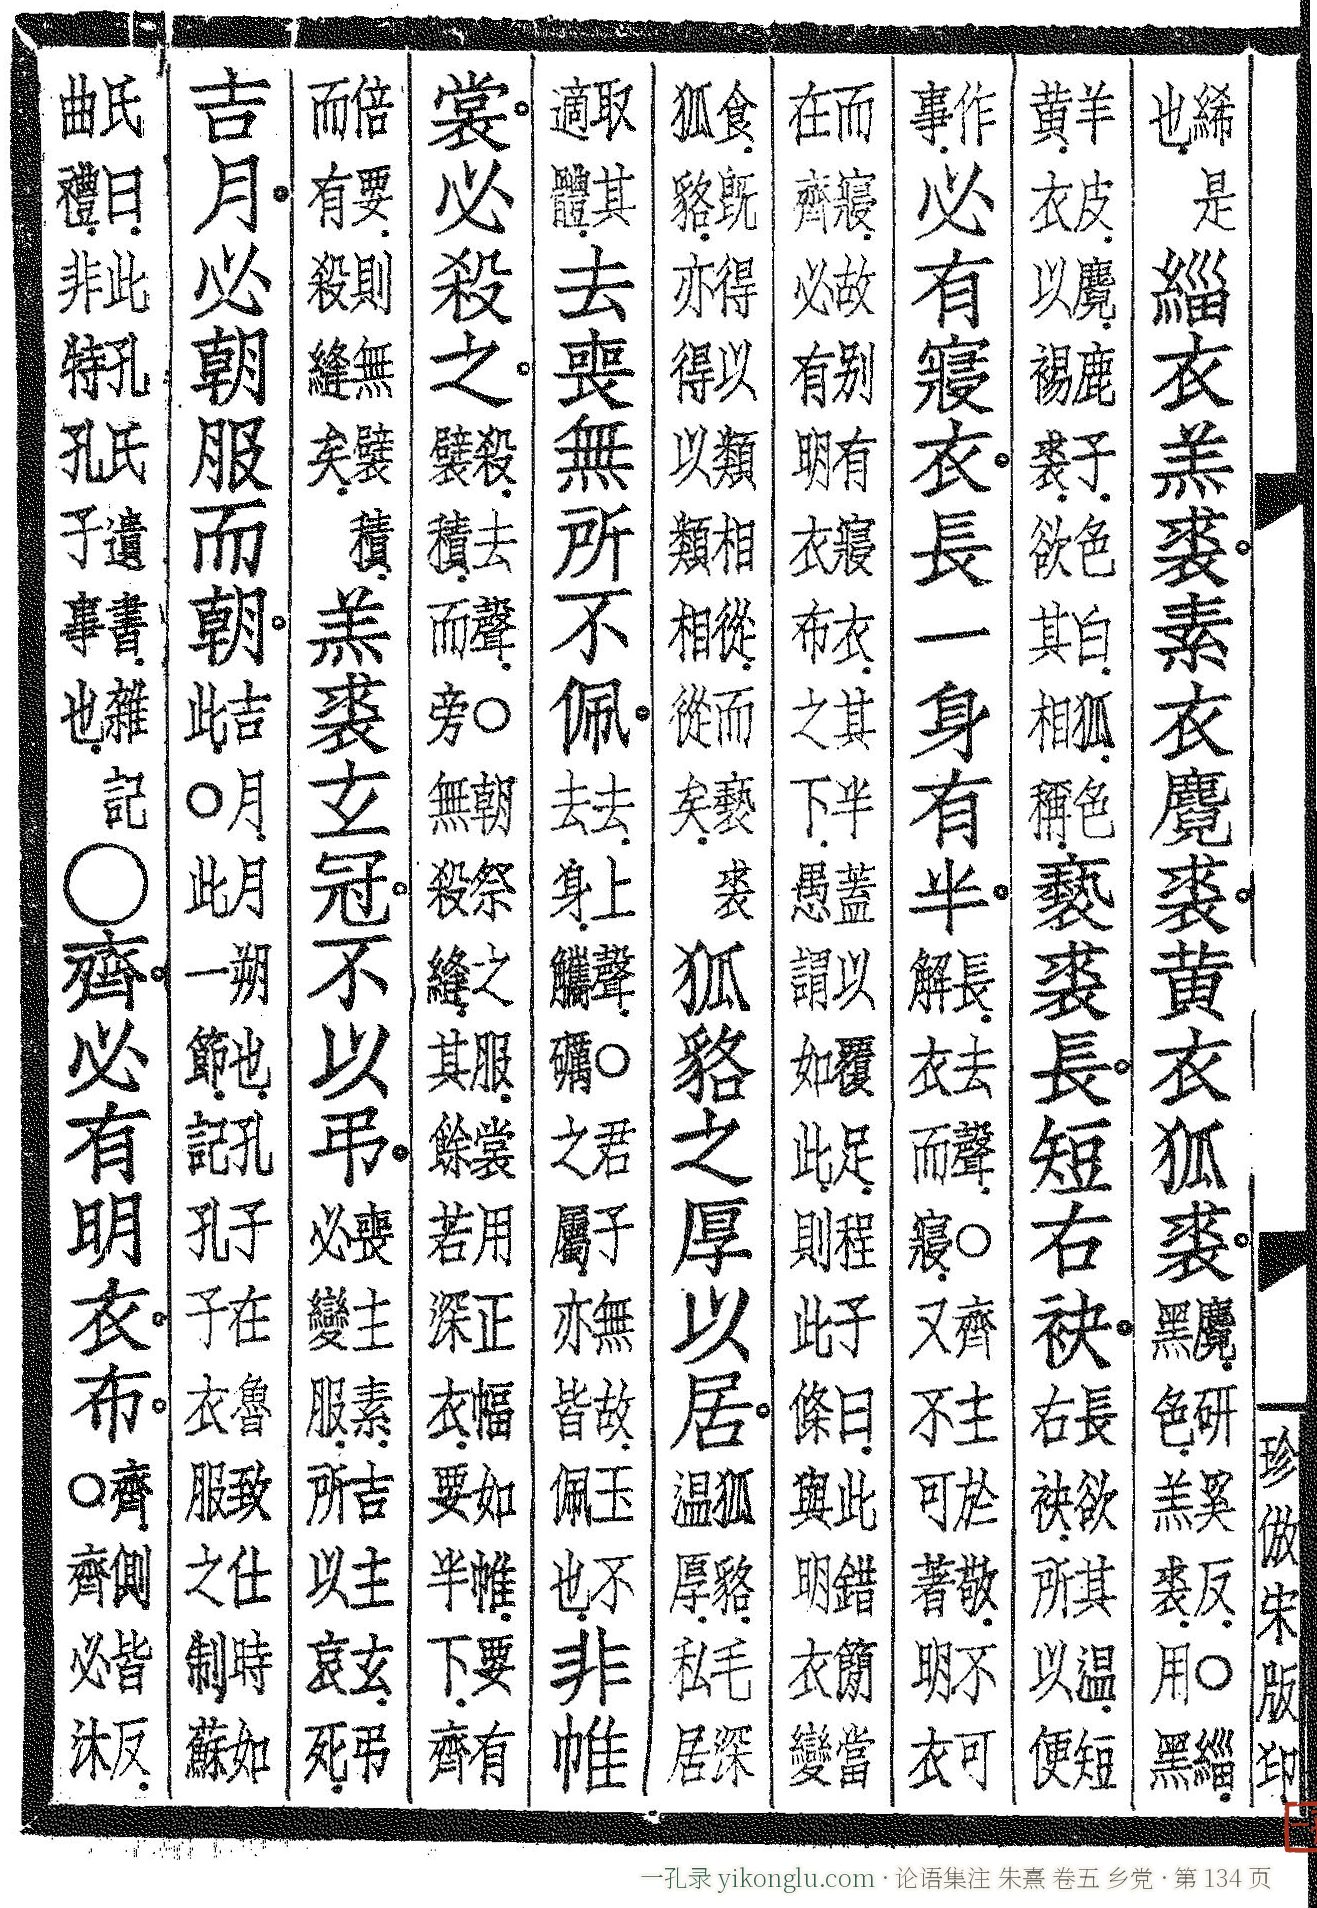 絺是
也
緇衣羔裘素衣麑裘黄衣狐裘
麑研奚反○緇
黑色羔裘用黑
羊皮麑鹿子色白狐色
黄衣以裼裘欲其相稱
褻裘長短右袂
長欲其温短
右袂所以便
作
事
必有寢衣長一身有半
長去聲○齊主於敬不可
解衣而寢又不可著明衣
而寢故别有寢衣其半蓋以覆足程子曰此錯簡當
在齊必有明衣布之下愚謂如此則此條與明衣變
食既得以類相從而褻裘
狐貉亦得以類相從矣
狐貉之厚以居
狐貉毛深
温厚私居
取其
適體
去喪無所不佩
去上聲○君子無故玉不
去身觿礪之屬亦皆佩也
非帷
裳必殺之
殺去聲○朝祭之服裳用正幅如帷要有
襞積而旁無殺縫其餘若深衣要半下齊
倍要則無襞積
而有殺縫矣
羔裘玄冠不以弔
喪主素吉主玄弔
必變服所以哀死
吉月必朝服而朝
吉月月朔也孔子在魯致仕時如
此○此一節記孔子衣服之制蘇
氏曰此孔氏遺書雜記
曲禮非特孔子事也
○齊必有明衣布
齊側皆反
○齊必沐
珍倣宋版印
一孔录 yikonglu.com · 论语集注 朱熹 卷五 乡党 · 第 134 页